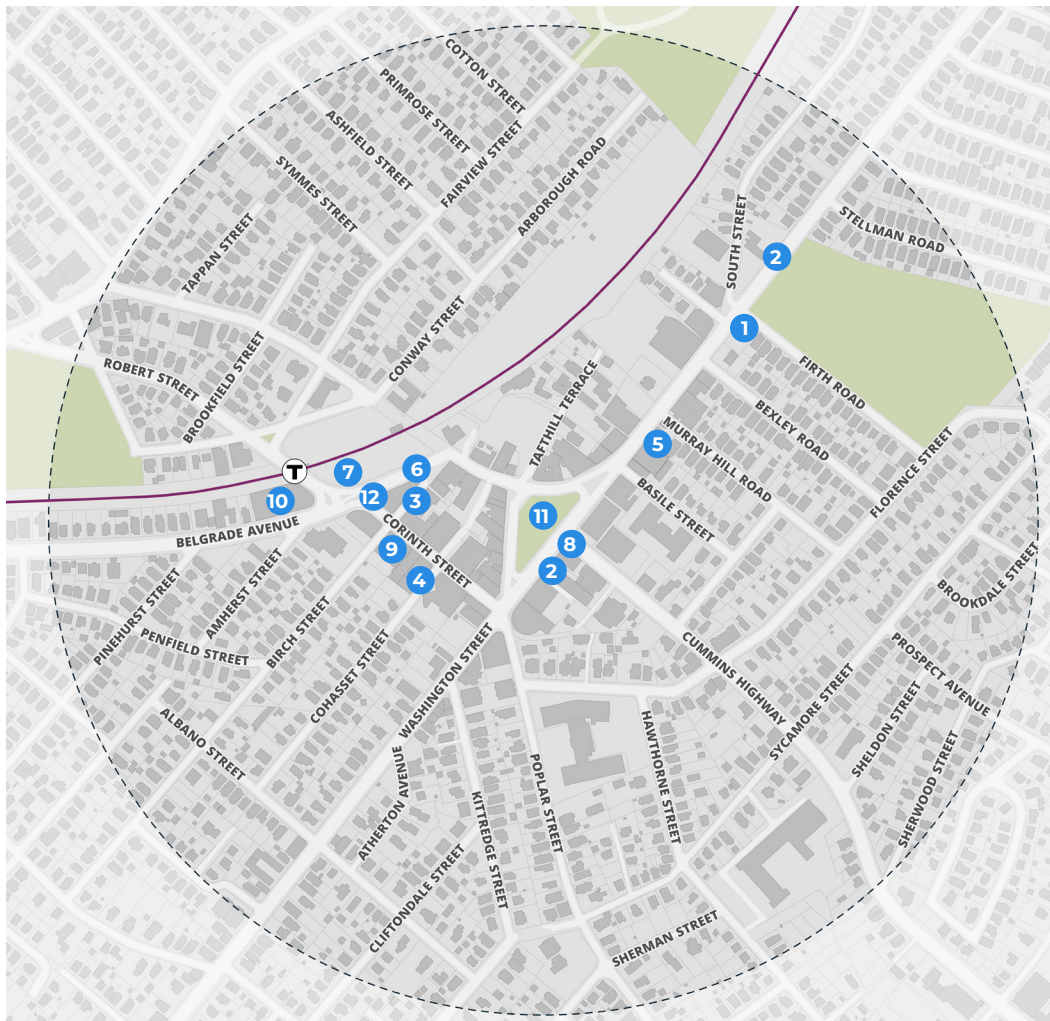 COTTON STREET
PRIMROSE STREET
ASHFIELD STREET
FAIRVIEW STREET
SYMMES STREET
ARBOROUGH ROAD
TAPPAN STREET
SOUTH STREET
STELLMAN ROAD
2
1
CONWAY STREET
BROOKFIELD STREET
ROBERT STREET
TAFTHILL TERRACE
FIRTH ROAD
BEXLEY ROAD
MURRAY HILL ROAD
5
FLORENCE STREET
T
7
6
10
12
3
11
BASILE STREET
BELGRADE AVENUE
CORINTH STREET
9
8
4
2
BROOKDALE STREET
PINEHURST STREET
AMHERST STREET
BIRCH STREET
PENFIELD STREET
COHASSET STREET
WASHINGTON STREET
CUMMINS HIGHWAY
PROSPECT AVENUE
SYCAMORE STREET
SHELDON STREET
ALBANO STREET
HAWTHORNE STREET
SHERWOOD STREET
ATHERTON AVENUE
POPLAR STREET
KITTREDGE STREET
CLIFTONDALE STREET
SHERMAN STREET